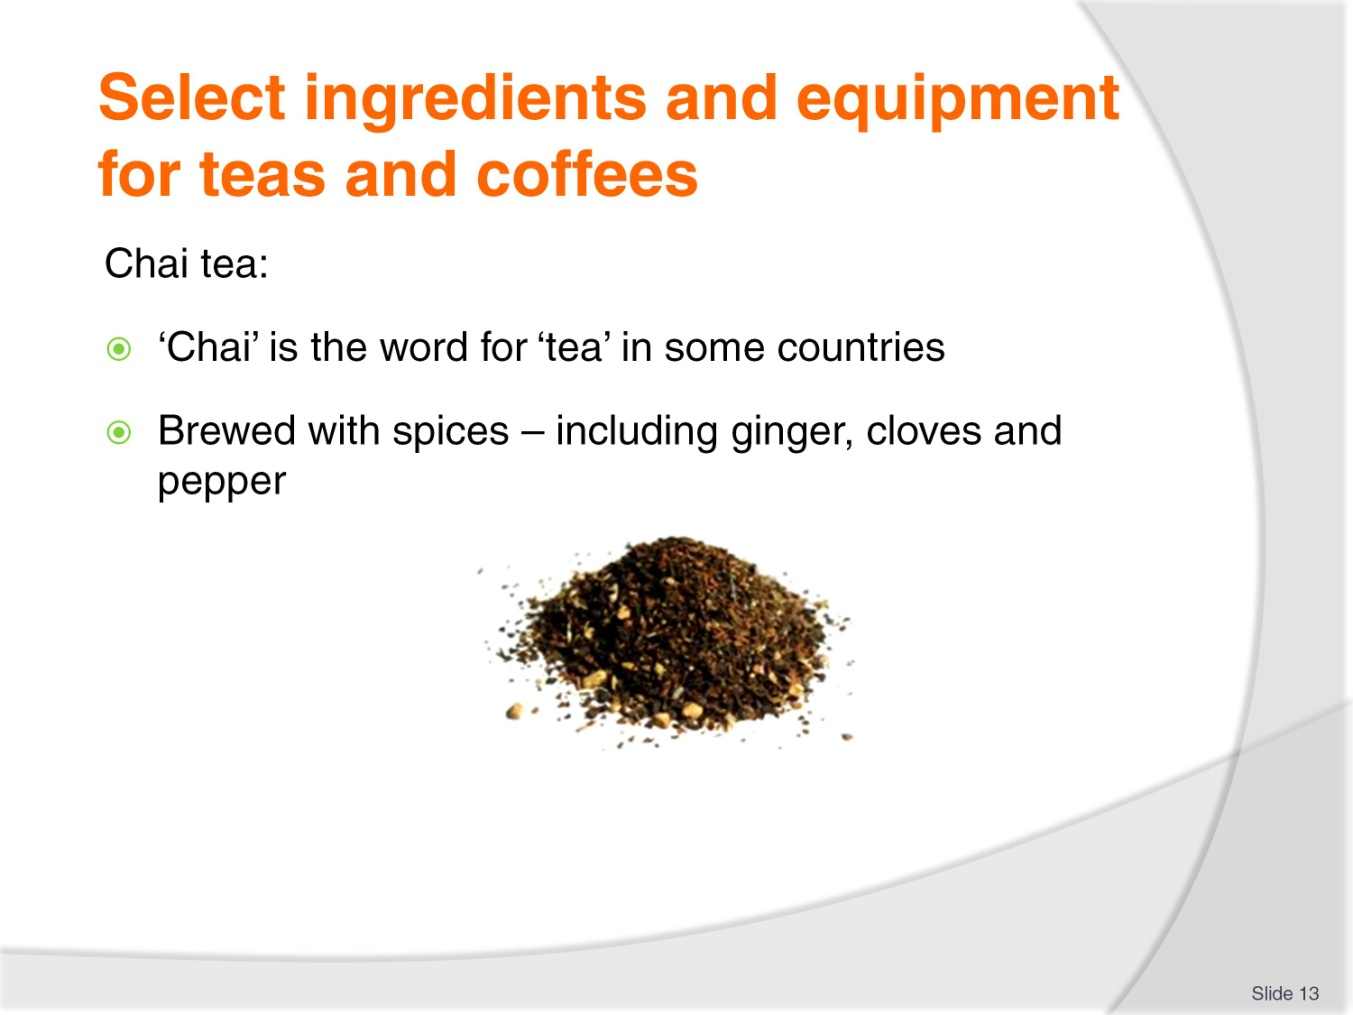 Select ingredients and equipment
for teas and coffees
Chai tea:
‘Chai’ is the word for ‘tea’ in some countries
Brewed with spices – including ginger, cloves and
pepper
Slide 13